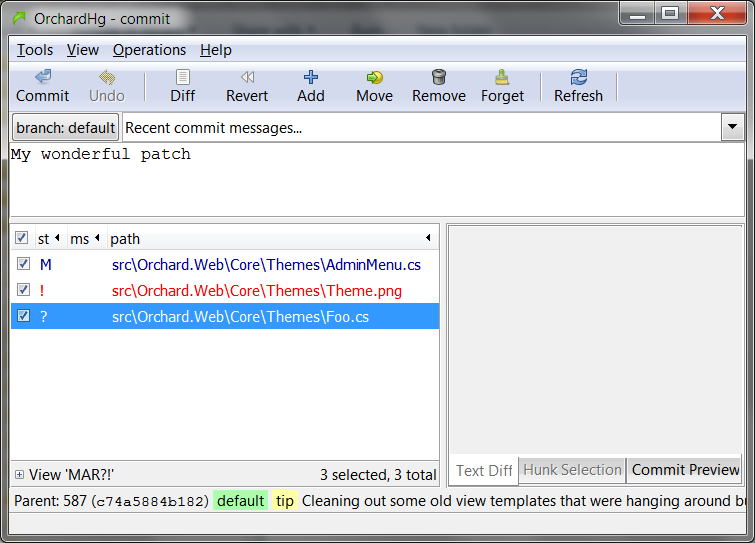 OrchardHg - commit
Tools View Operations Help
Commit Undo Diff Revert Add Move Remove Forget Refresh
branch: default Recent commit messages...
My wonderful patch
st ms path
M src\Orchard.Web\Core\Themes\AdminMenu.cs
! src\Orchard.Web\Core\Themes\Theme.png
? src\Orchard.Web\Core\Themes\Foo.cs
View 'MAR?!' 3 selected, 3 total
Text Diff Hunk Selection Commit Preview
Parent: 587 (c74a5884b182) default tip Cleaning out some old view templates that were hanging around bu